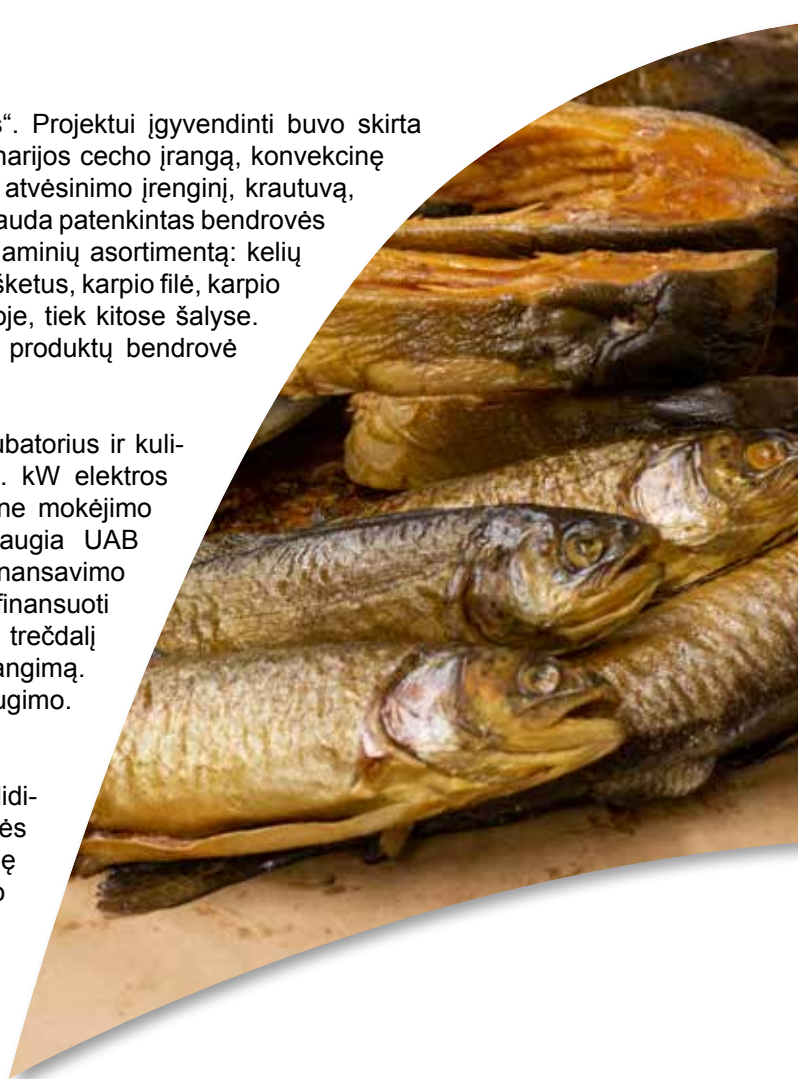 s“. Projektui įgyvendinti buvo skirta
narijos cecho įrangą, konvekcinę
atvėsinimo įrenginį, krautuvą,
auda patenkintas bendrovės
aminių asortimentą: kelių
šketus, karpio filė, karpio
oje, tiek kitose šalyse.
produktų bendrovė
ubatorius ir kuli-
. kW elektros
ne mokėjimo
augia UAB
nansavimo
finansuoti
trečdalį
angimą.
ugimo.
lidi-
ės
ę
o